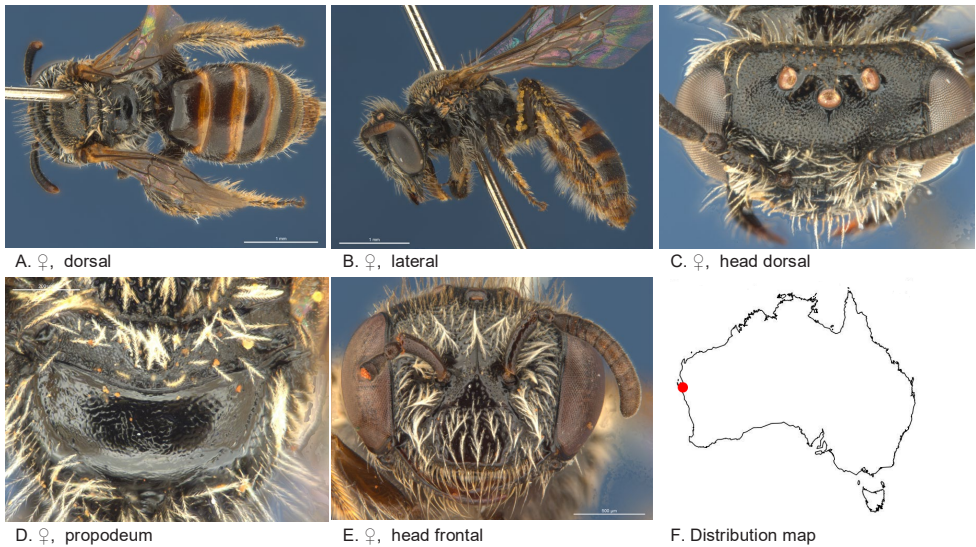 A. ♀, dorsal
B. ♀, lateral
C. ♀, head dorsal
D. ♀, propodeum
E. ♀, head frontal
F. Distribution map
1 mm
1 mm
500 µm